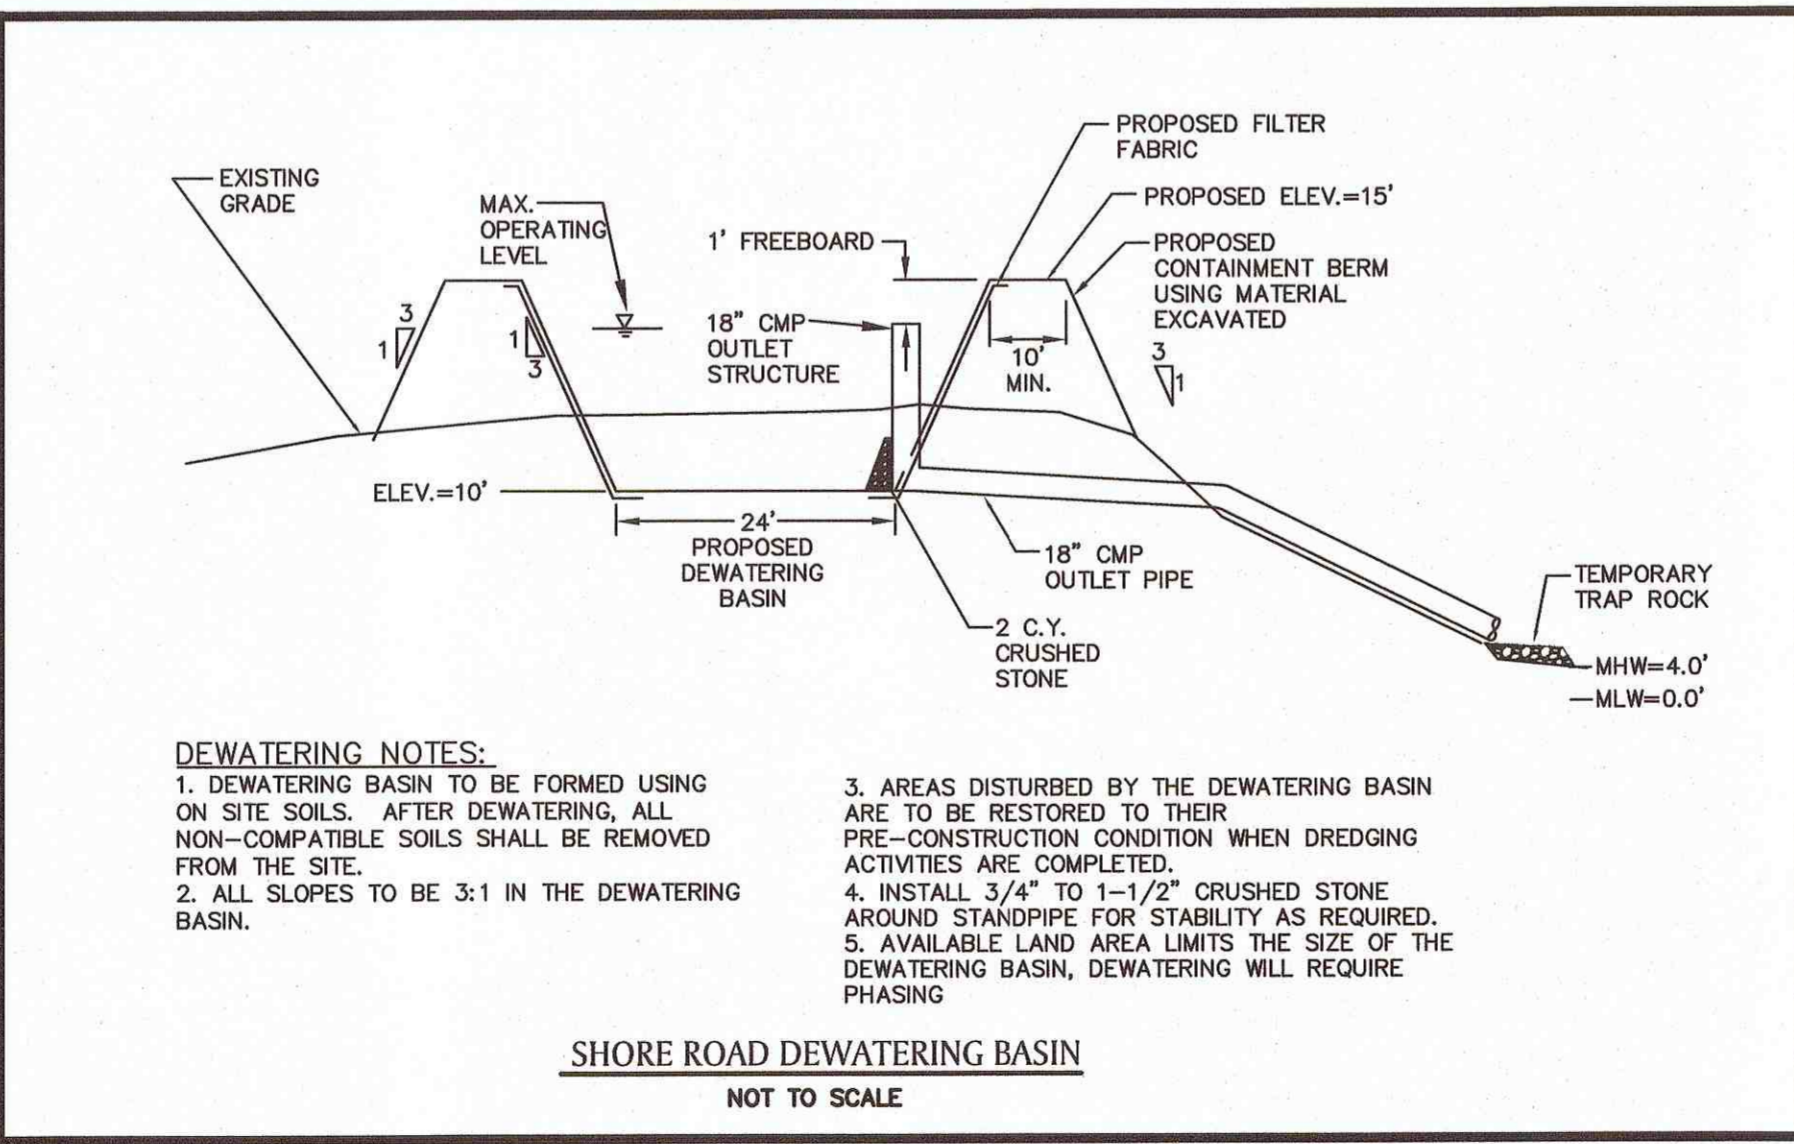 EXISTING
GRADE
MAX.
OPERATING
LEVEL
1' FREEBOARD
18" CMP
OUTLET
STRUCTURE
PROPOSED FILTER
FABRIC
PROPOSED ELEV.=15'
PROPOSED
CONTAINMENT BERM
USING MATERIAL
EXCAVATED
3
1
1
3
10'
MIN.
3
1
ELEV.=10'
24'
PROPOSED
DEWATERING
BASIN
18" CMP
OUTLET PIPE
2 C.Y.
CRUSHED
STONE
TEMPORARY
TRAP ROCK
MHW=4.0'
MLW=0.0'
DEWATERING NOTES:
1. DEWATERING BASIN TO BE FORMED USING
ON SITE SOILS. AFTER DEWATERING, ALL
NON-COMPATIBLE SOILS SHALL BE REMOVED
FROM THE SITE.
2. ALL SLOPES TO BE 3:1 IN THE DEWATERING
BASIN.
3. AREAS DISTURBED BY THE DEWATERING BASIN
ARE TO BE RESTORED TO THEIR
PRE-CONSTRUCTION CONDITION WHEN DREDGING
ACTIVITIES ARE COMPLETED.
4. INSTALL 3/4" TO 1-1/2" CRUSHED STONE
AROUND STANDPIPE FOR STABILITY AS REQUIRED.
5. AVAILABLE LAND AREA LIMITS THE SIZE OF THE
DEWATERING BASIN, DEWATERING WILL REQUIRE
PHASING
SHORE ROAD DEWATERING BASIN
NOT TO SCALE